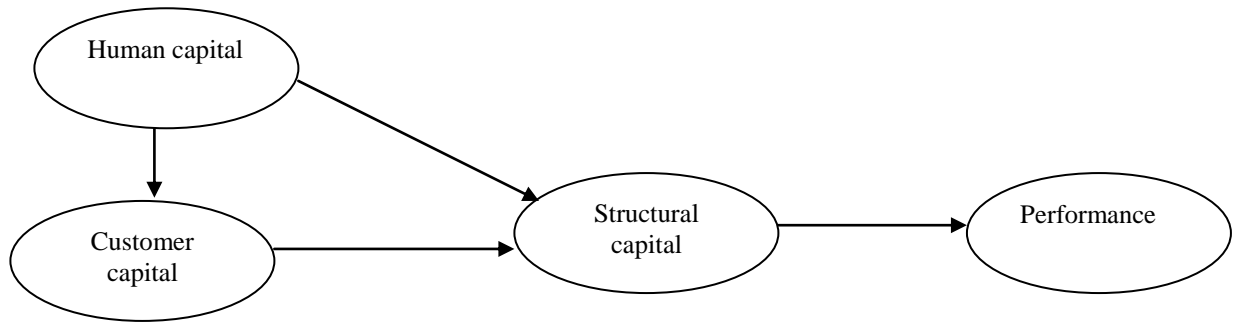 Human capital
Customer
capital
Structural
capital
Performance